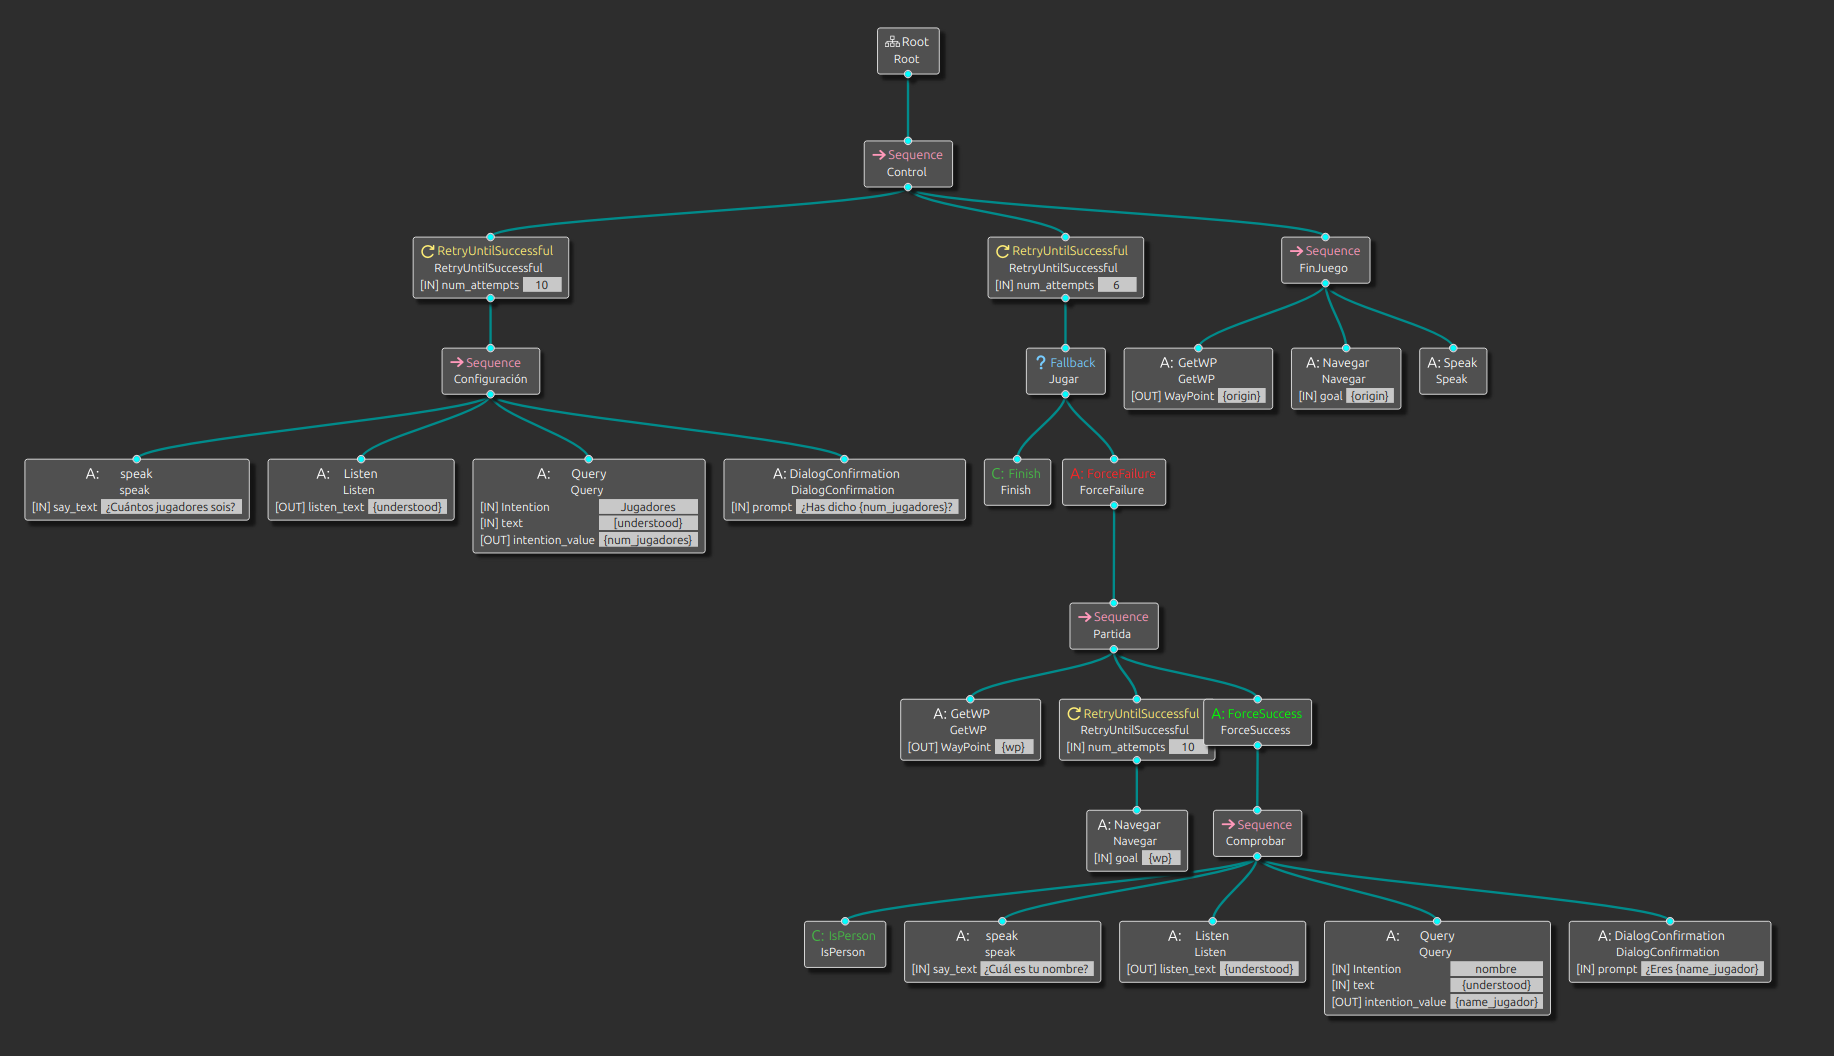 Root
Root
Sequence
Control
RetryUntilSuccessful
RetryUntilSuccessful
[IN] num_attempts 10
RetryUntilSuccessful
RetryUntilSuccessful
[IN] num_attempts 6
Sequence
FinJuego
Sequence
Configuración
? Fallback
Jugar
A: GetWP
GetWP
[OUT] WayPoint {origin}
A: Navegar
Navegar
[IN] goal {origin}
A: Speak
Speak
A: speak
speak
[IN] say_text ¿Cuántos jugadores sois?
A: Listen
Listen
[OUT] listen_text {understood}
A: Query
Query
[IN] Intention Jugadores
[IN] text [understood}
[OUT] intention_value {num_jugadores}
A: DialogConfirmation
DialogConfirmation
[IN] prompt ¿Has dicho {num_jugadores}?
C: Finish
Finish
A: ForceFailure
ForceFailure
Sequence
Partida
A: GetWP
GetWP
[OUT] WayPoint {wp}
RetryUntilSuccessful
RetryUntilSuccessful
[IN] num_attempts 10
A: ForceSuccess
ForceSuccess
A: Navegar
Navegar
[IN] goal {wp}
Sequence
Comprobar
C: IsPerson
IsPerson
A: speak
speak
[IN] say_text ¿Cuál es tu nombre?
A: Listen
Listen
[OUT] listen_text {understood}
A: Query
Query
[IN] Intention nombre
[IN] text {understood}
[OUT] intention_value {name_jugador}
A: DialogConfirmation
DialogConfirmation
[IN] prompt ¿Eres {name_jugador}